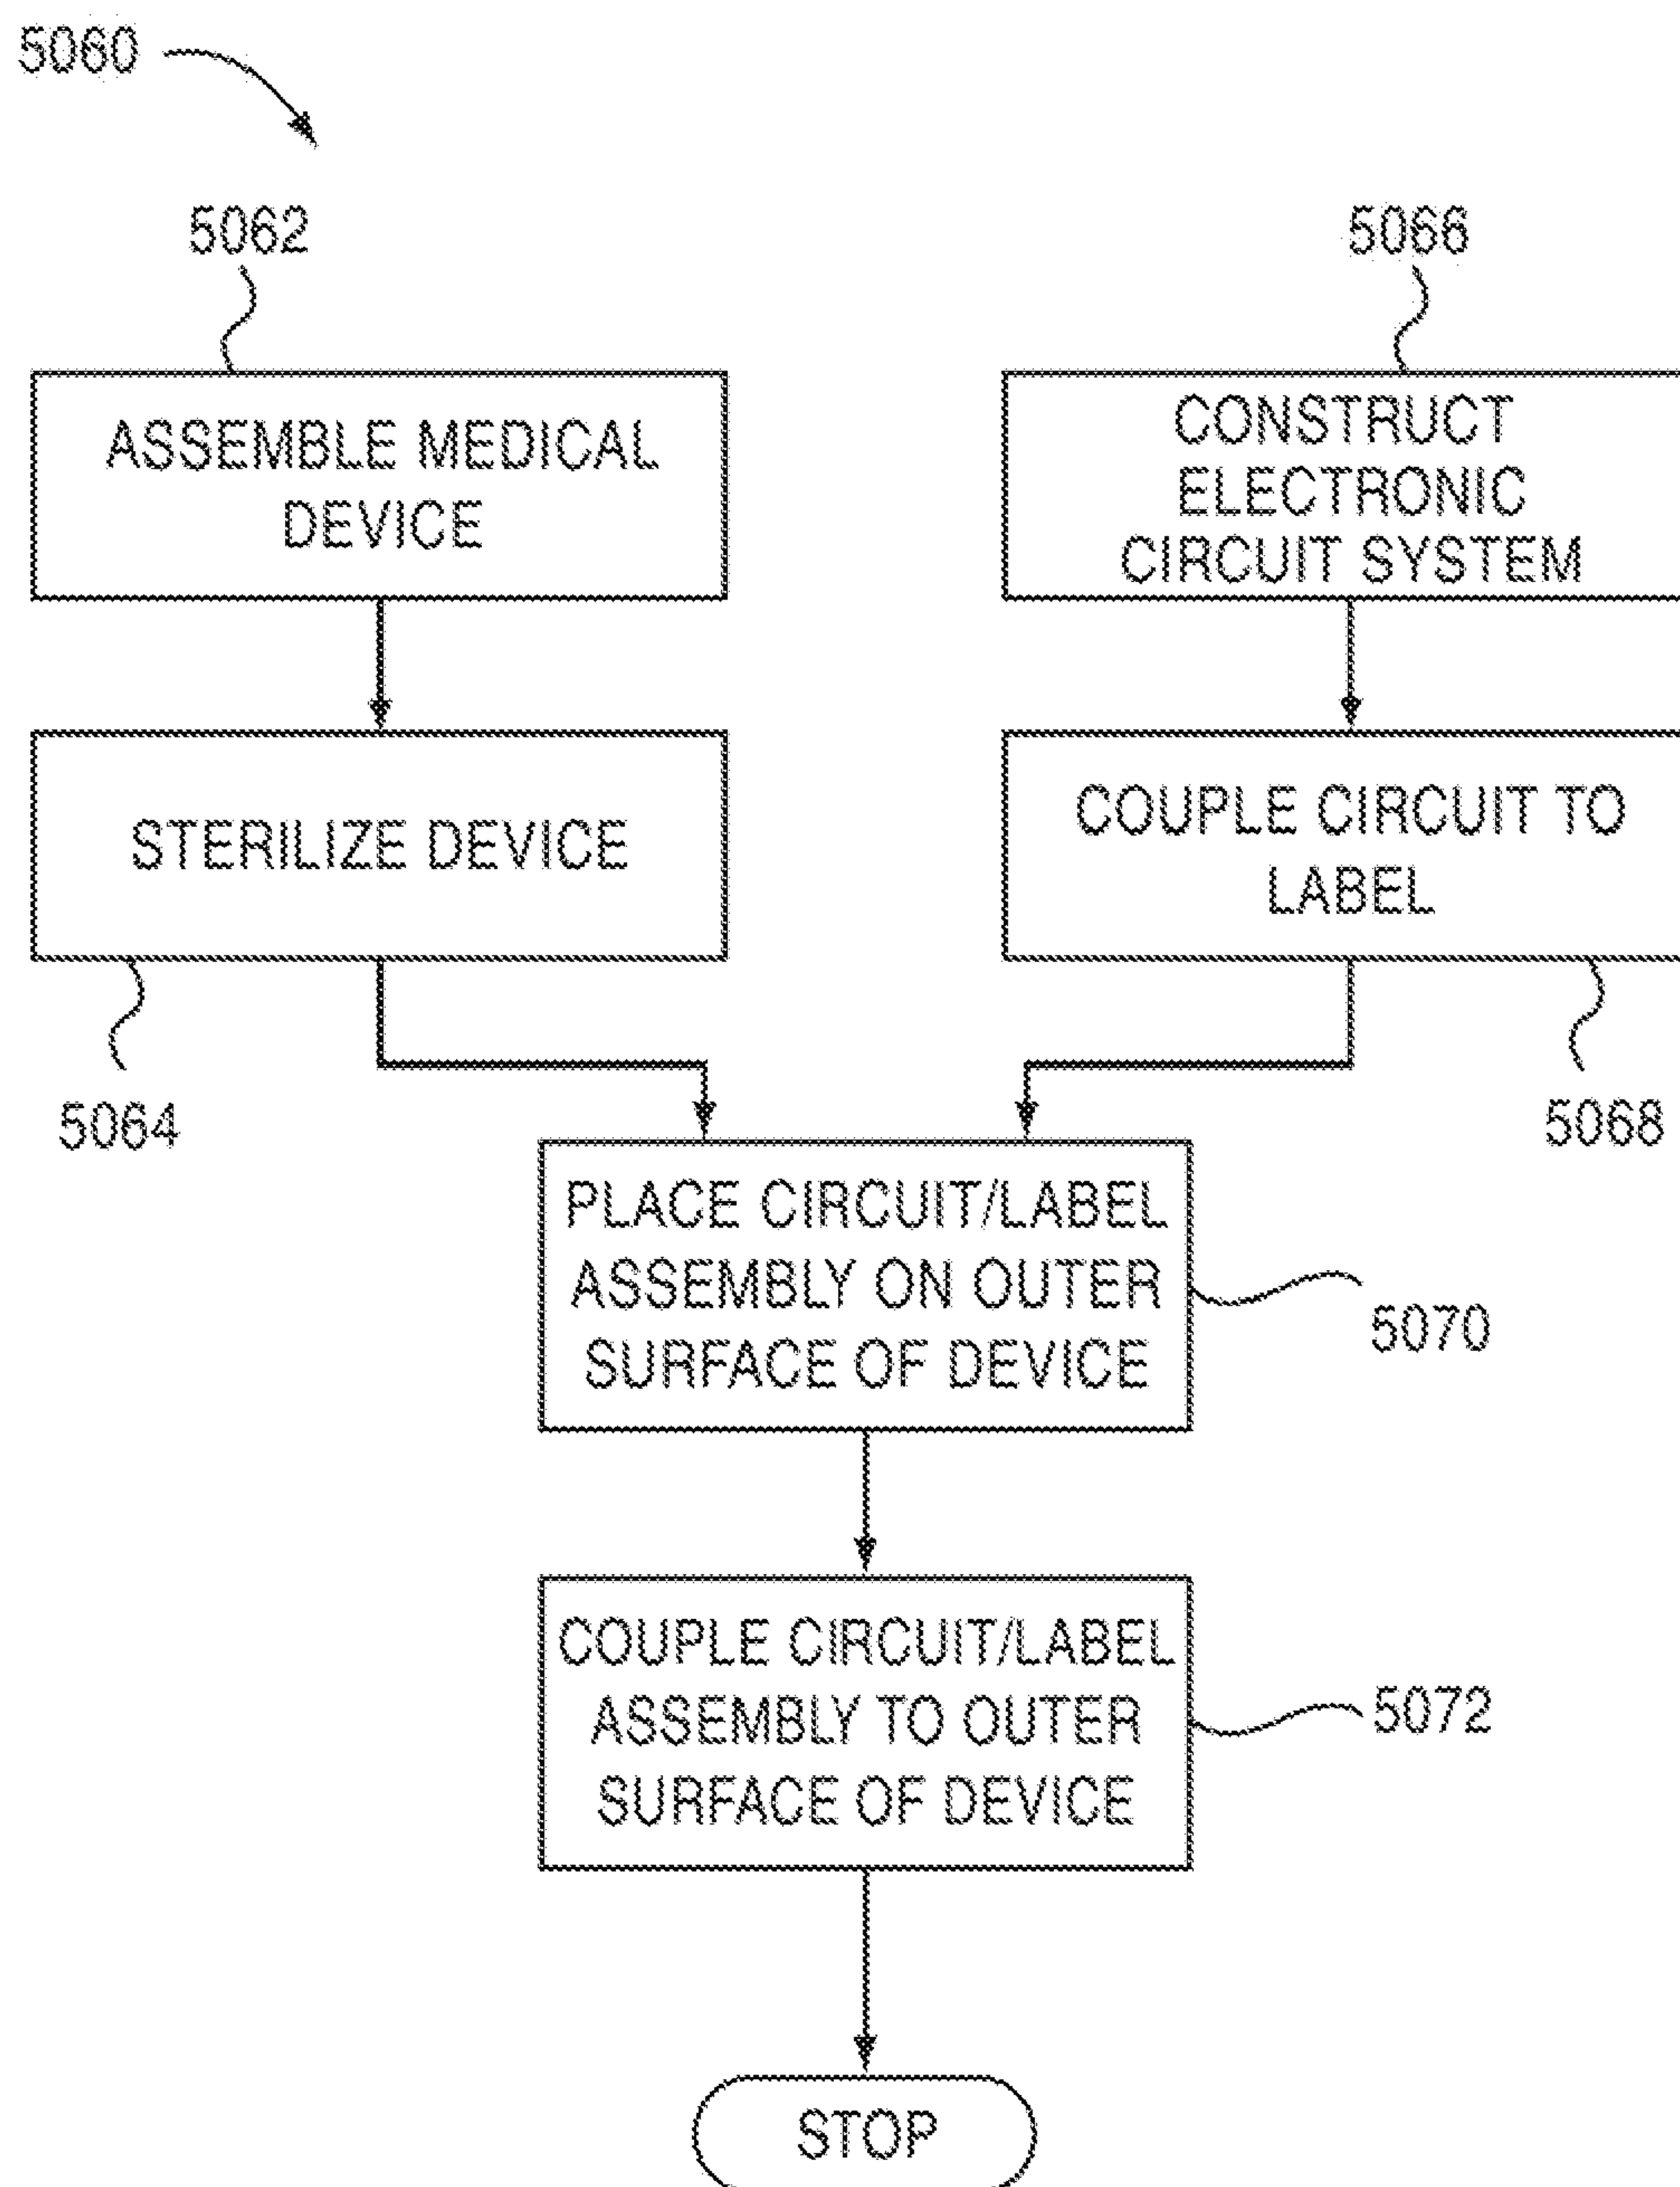 5060
5062
5066
ASSEMBLE MEDICAL
DEVICE
CONSTRUCT
ELECTRONIC
CIRCUIT SYSTEM
STERILIZE DEVICE
COUPLE CIRCUIT TO
LABEL
5064
5068
PLACE CIRCUIT/LABEL
ASSEMBLY ON OUTER
SURFACE OF DEVICE
5070
COUPLE CIRCUIT/LABEL
ASSEMBLY TO OUTER
SURFACE OF DEVICE
5072
STOP